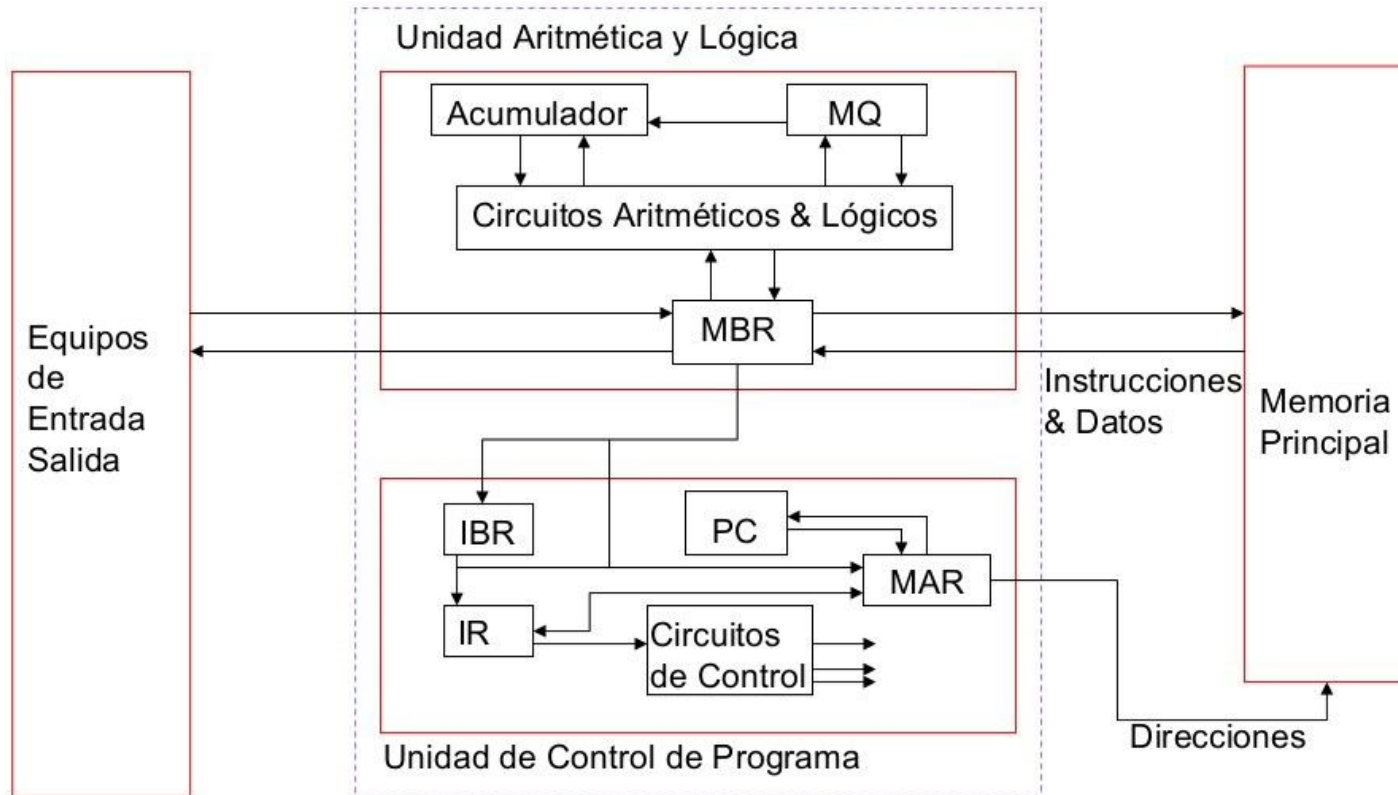 Unidad Aritmética y Lógica
Acumulador
MQ
Circuitos Aritméticos & Lógicos
MBR
Equipos
de
Entrada
Salida
Instrucciones
& Datos
Memoria
Principal
IBR
PC
MAR
IR
Circuitos
de Control
Direcciones
Unidad de Control de Programa